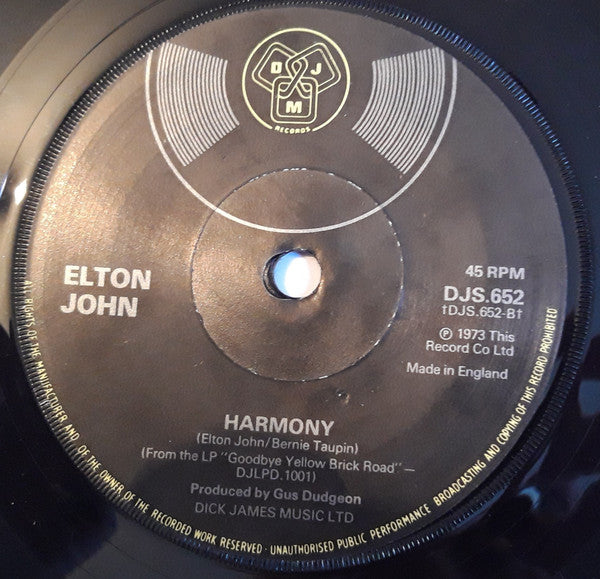 D J
M
RECORDS
ELTON
JOHN
45 RPM
DJS.652
†DJS.652-B†
Ⓟ 1973 This
Record Co Ltd
Made in England
HARMONY
(Elton John/Bernie Taupin)
(From the LP "Goodbye Yellow Brick Road"—
DJLPD.1001)
Produced by Gus Dudgeon
DICK JAMES MUSIC LTD
ALL RIGHTS OF THE MANUFACTURER AND OF THE OWNER OF THE RECORDED WORK RESERVED · UNAUTHORISED PUBLIC PERFORMANCE BROADCASTING AND COPYING OF THIS RECORD PROHIBITED